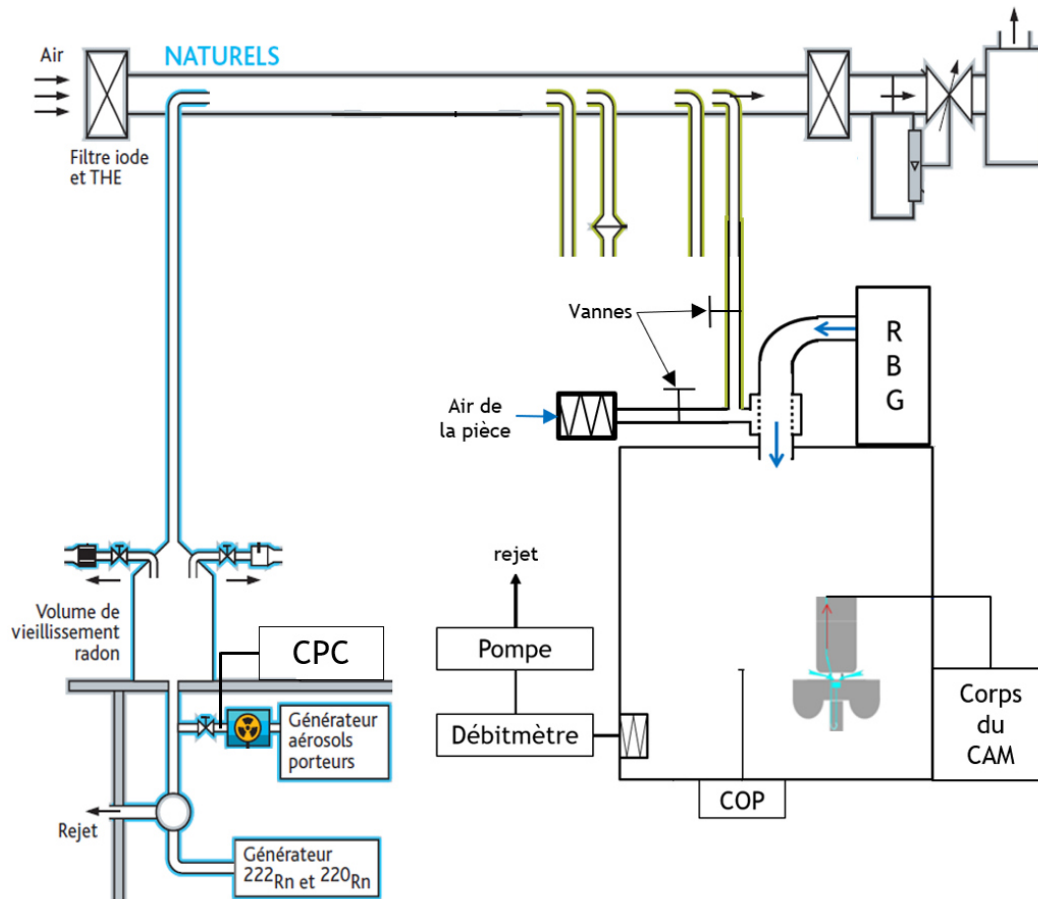 Air
NATURELS
Filtre iode
et THE
Vannes
R
B
G
Air de
la pièce
rejet
Volume de
vieillissement
radon
CPC
Pompe
Générateur
aérosols
porteurs
Débitmètre
Corps
du
CAM
COP
Rejet
Générateur
222Rn et 220Rn